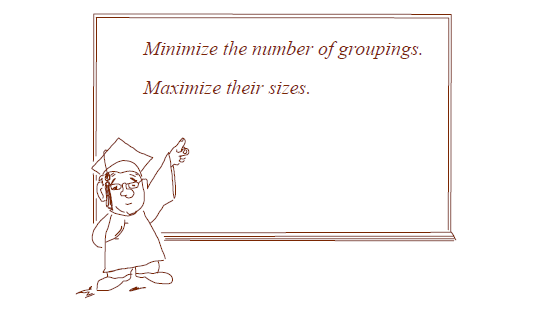 Minimize the number of groupings.
Maximize their sizes.